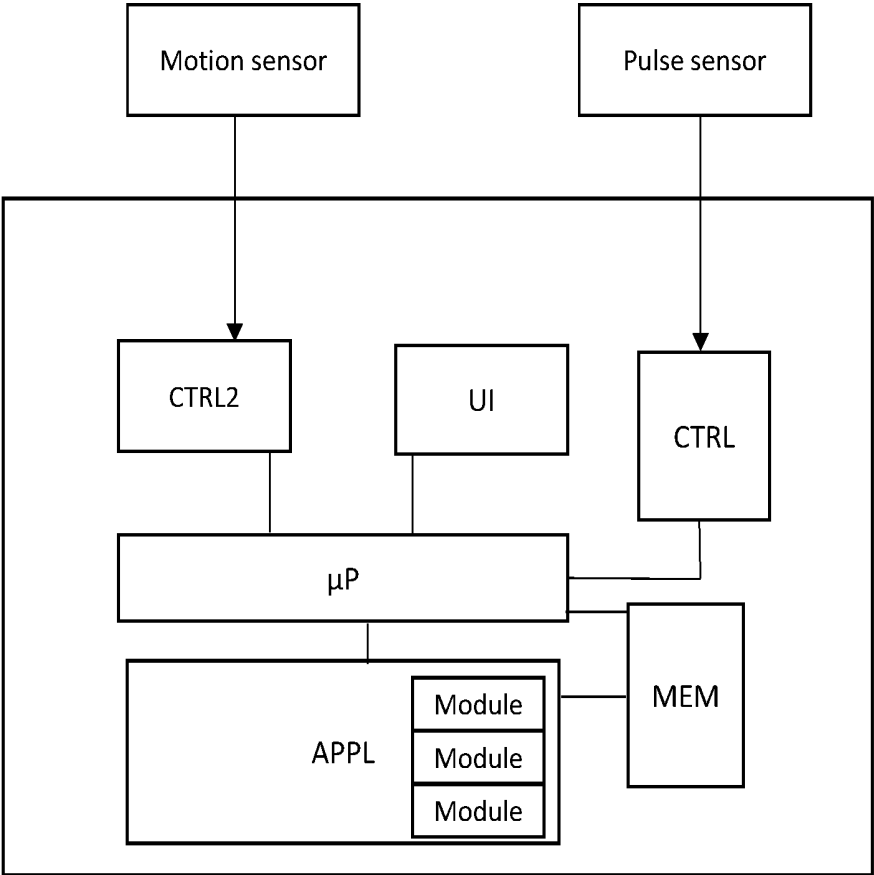 Motion sensor
Pulse sensor
CTRL2
UI
CTRL
µP
MEM
APPL
Module
Module
Module